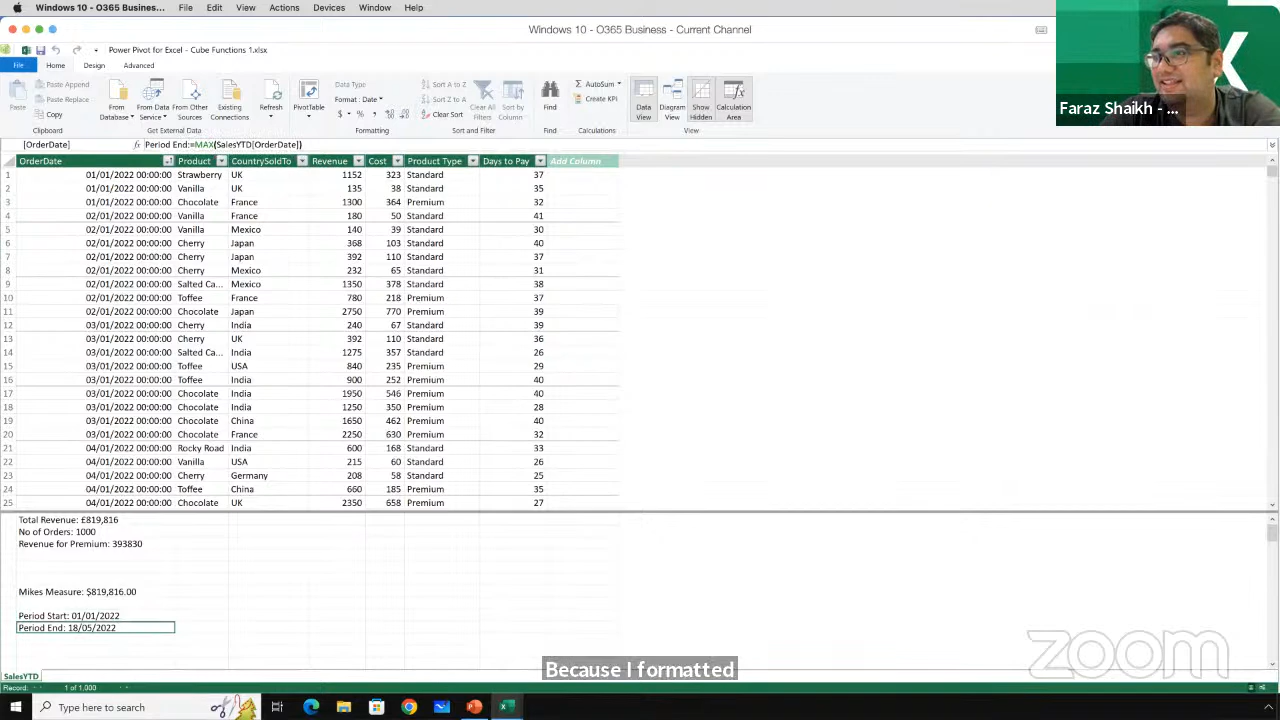 Windows 10 - O365 Business... File Edit View Actions Devices Window Help
Windows 10 - O365 Business - Current Channel
Power Pivot for Excel - Cube Functions 1.xlsx
File Home Design Advanced
Paste Paste Append Paste Replace Copy Clipboard
From Database From Data Service From Other Sources Existing Connections Get External Data
Refresh PivotTable
Data Type Format : Date $ % Formatting
Sort A to Z Sort Z to A Clear Sort Clear All Filters Sort by Column Sort and Filter
Find Find
AutoSum Create KPI Calculations
Data View Diagram View Show Hidden Calculation Area View
Faraz Shaikh - ...
[OrderDate] fx Period End:=MAX(SalesYTD[OrderDate])
OrderDate Product CountrySoldTo Revenue Cost Product Type Days to Pay Add Column
1 01/01/2022 00:00:00 Strawberry UK 1152 323 Standard 37
2 01/01/2022 00:00:00 Vanilla UK 135 38 Standard 35
3 01/01/2022 00:00:00 Chocolate France 1300 364 Premium 32
4 02/01/2022 00:00:00 Vanilla France 180 50 Standard 41
5 02/01/2022 00:00:00 Vanilla Mexico 140 39 Standard 30
6 02/01/2022 00:00:00 Cherry Japan 368 103 Standard 40
7 02/01/2022 00:00:00 Cherry Japan 392 110 Standard 37
8 02/01/2022 00:00:00 Cherry Mexico 232 65 Standard 31
9 02/01/2022 00:00:00 Salted Ca... Mexico 1350 378 Standard 38
10 02/01/2022 00:00:00 Toffee France 780 218 Premium 37
11 02/01/2022 00:00:00 Chocolate Japan 2750 770 Premium 39
12 03/01/2022 00:00:00 Cherry India 240 67 Standard 39
13 03/01/2022 00:00:00 Cherry UK 392 110 Standard 36
14 03/01/2022 00:00:00 Salted Ca... India 1275 357 Standard 26
15 03/01/2022 00:00:00 Toffee USA 840 235 Premium 29
16 03/01/2022 00:00:00 Toffee India 900 252 Premium 40
17 03/01/2022 00:00:00 Chocolate India 1950 546 Premium 40
18 03/01/2022 00:00:00 Chocolate India 1250 350 Premium 28
19 03/01/2022 00:00:00 Chocolate China 1650 462 Premium 40
20 03/01/2022 00:00:00 Chocolate France 2250 630 Premium 32
21 04/01/2022 00:00:00 Rocky Road India 600 168 Standard 33
22 04/01/2022 00:00:00 Vanilla USA 215 60 Standard 26
23 04/01/2022 00:00:00 Cherry Germany 208 58 Standard 25
24 04/01/2022 00:00:00 Toffee China 660 185 Premium 35
25 04/01/2022 00:00:00 Chocolate UK 2350 658 Premium 27
Total Revenue: £819,816
No of Orders: 1000
Revenue for Premium: 393830
Mikes Measure: $819,816.00
Period Start: 01/01/2022
Period End: 18/05/2022
zoom
Because I formatted
SalesYTD
Record: 1 of 1,000
Type here to search